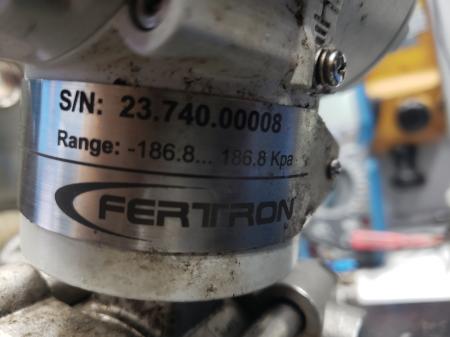 S/N: 23.740.00008
Range: -186.8... 186.8 Kpa
FERTRON